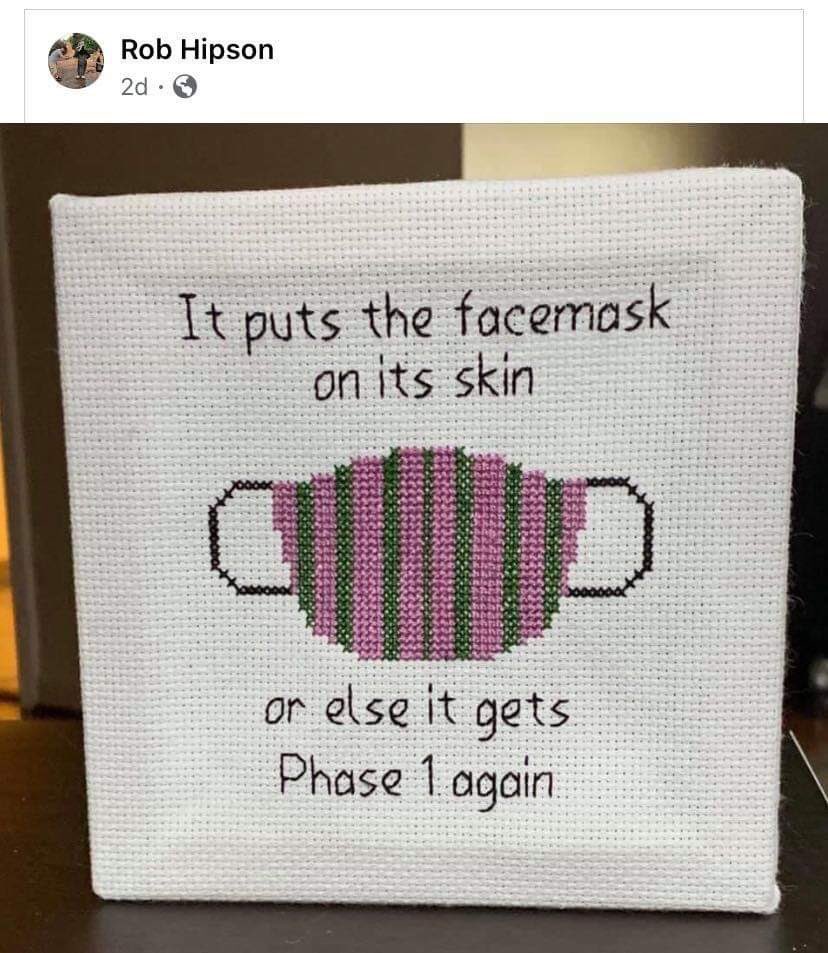 Rob Hipson
2d ·
It puts the facemask
on its skin
or else it gets
Phase 1 again